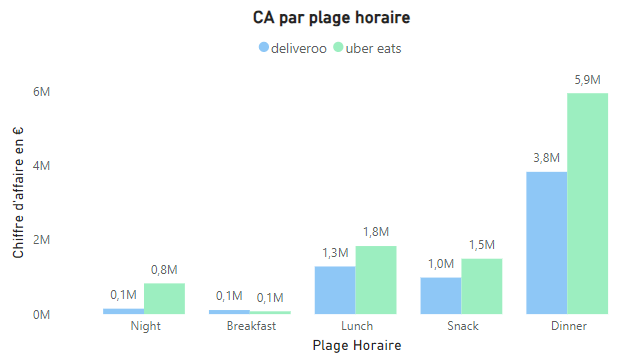 CA par plage horaire
deliveroo uber eats
Chiffre d'affaire en €
6M
4M
2M
0M
0,1M 0,8M 0,1M 0,1M 1,3M 1,8M 1,0M 1,5M 3,8M 5,9M
Night Breakfast Lunch Snack Dinner
Plage Horaire